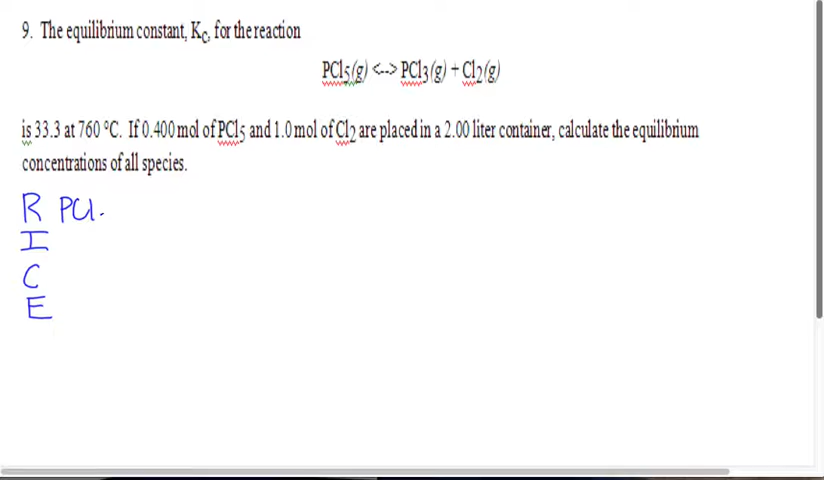 9. The equilibrium constant, KC, for the reaction
PCl5(g) <--> PCl3(g) + Cl2(g)
is 33.3 at 760 °C. If 0.400 mol of PCl5 and 1.0 mol of Cl2 are placed in a 2.00 liter container, calculate the equilibrium
concentrations of all species.
R PCl.
I
C
E